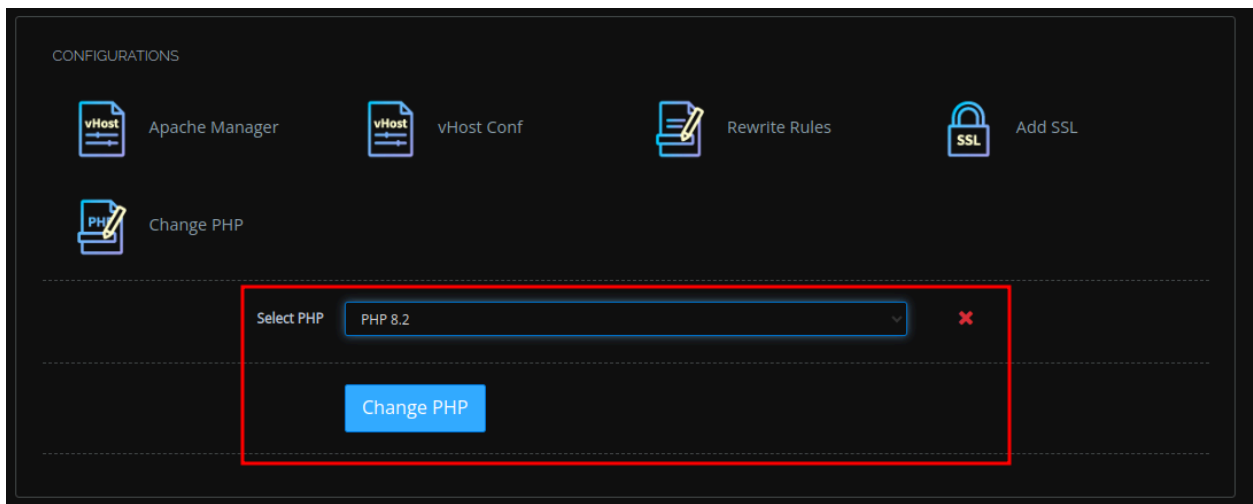 CONFIGURATIONS
vHost Apache Manager
vHost vHost Conf
Rewrite Rules
SSL Add SSL
PHP Change PHP
Select PHP PHP 8.2
Change PHP